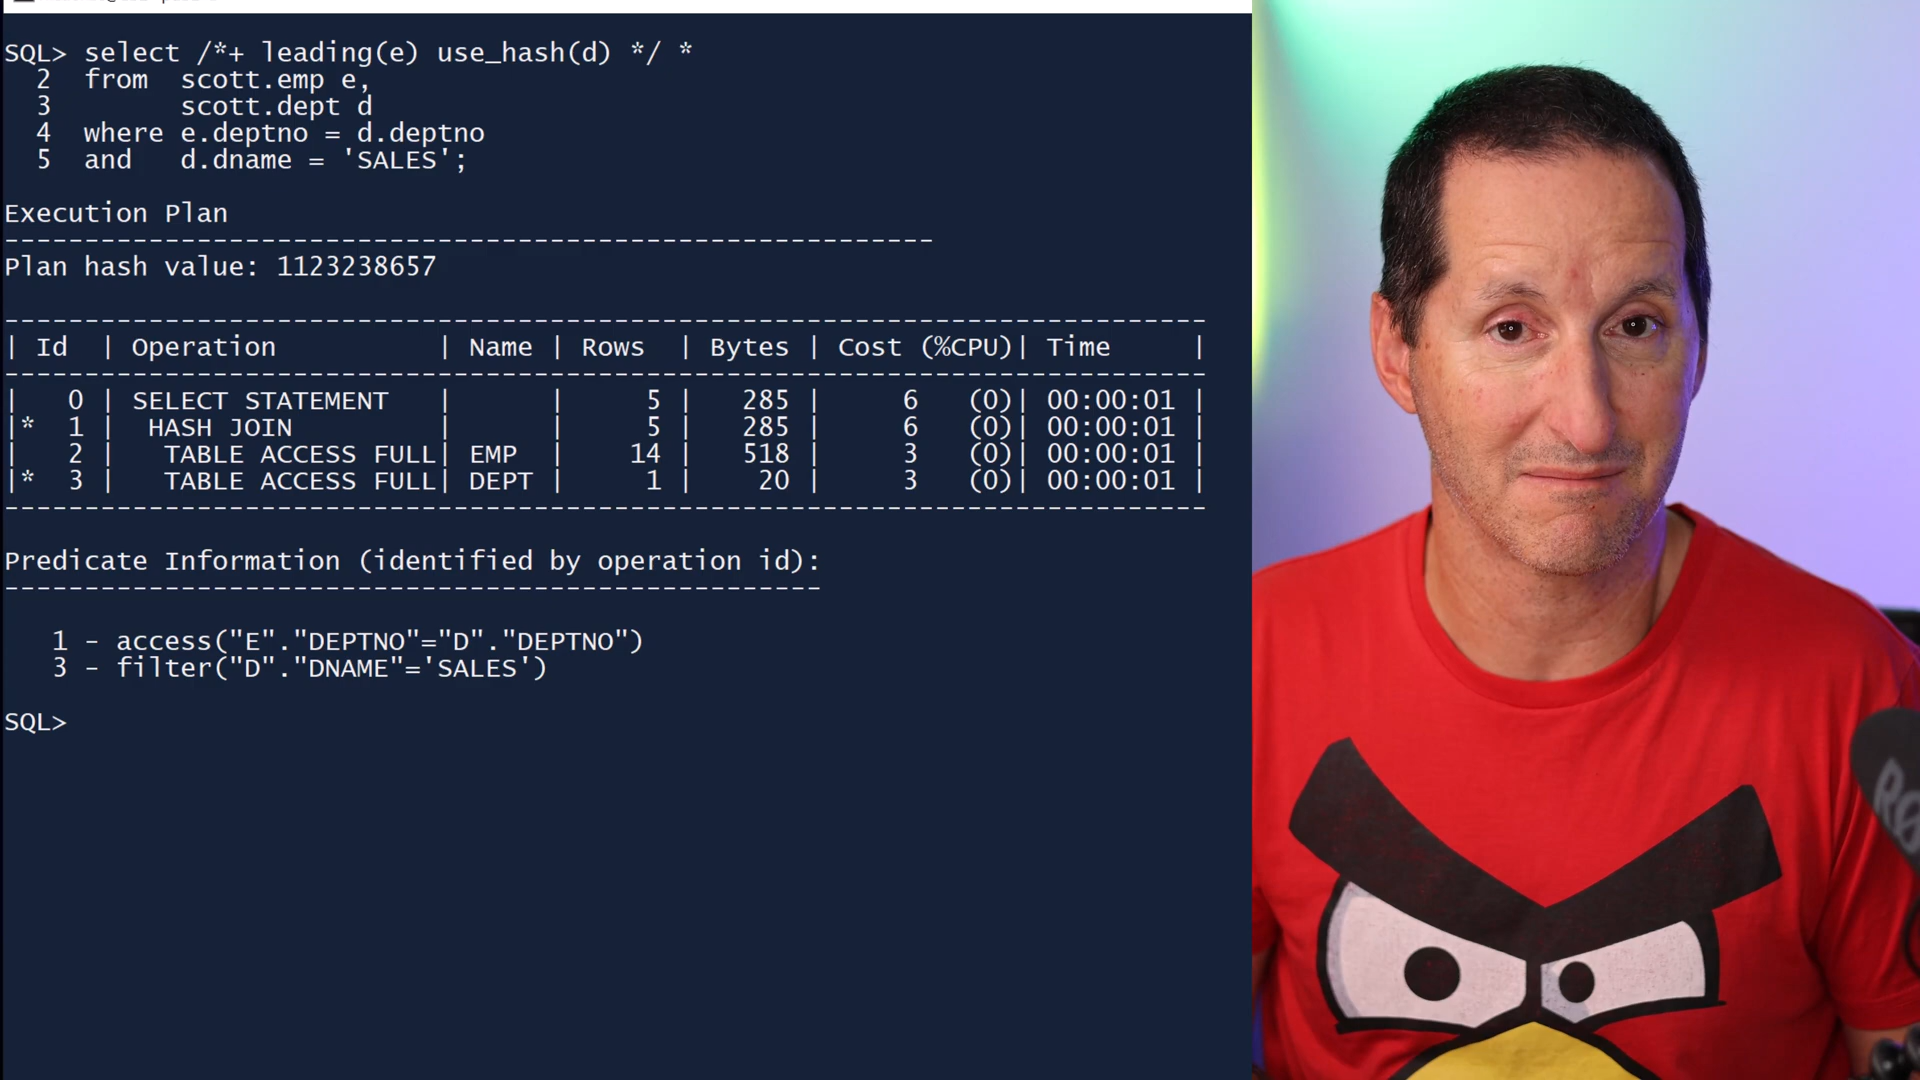 SQL> select /*+ leading(e) use_hash(d) */ *
  2  from  scott.emp e,
  3        scott.dept d
  4  where e.deptno = d.deptno
  5  and   d.dname = 'SALES';
Execution Plan
----------------------------------------------------------
Plan hash value: 1123238657
---------------------------------------------------------------------------
| Id  | Operation          | Name | Rows  | Bytes | Cost (%CPU)| Time     |
---------------------------------------------------------------------------
|   0 | SELECT STATEMENT   |      |     5 |   285 |     6   (0)| 00:00:01 |
|*  1 |  HASH JOIN         |      |     5 |   285 |     6   (0)| 00:00:01 |
|   2 |   TABLE ACCESS FULL| EMP  |    14 |   518 |     3   (0)| 00:00:01 |
|*  3 |   TABLE ACCESS FULL| DEPT |     1 |    20 |     3   (0)| 00:00:01 |
---------------------------------------------------------------------------
Predicate Information (identified by operation id):
---------------------------------------------------
   1 - access("E"."DEPTNO"="D"."DEPTNO")
   3 - filter("D"."DNAME"='SALES')
SQL>